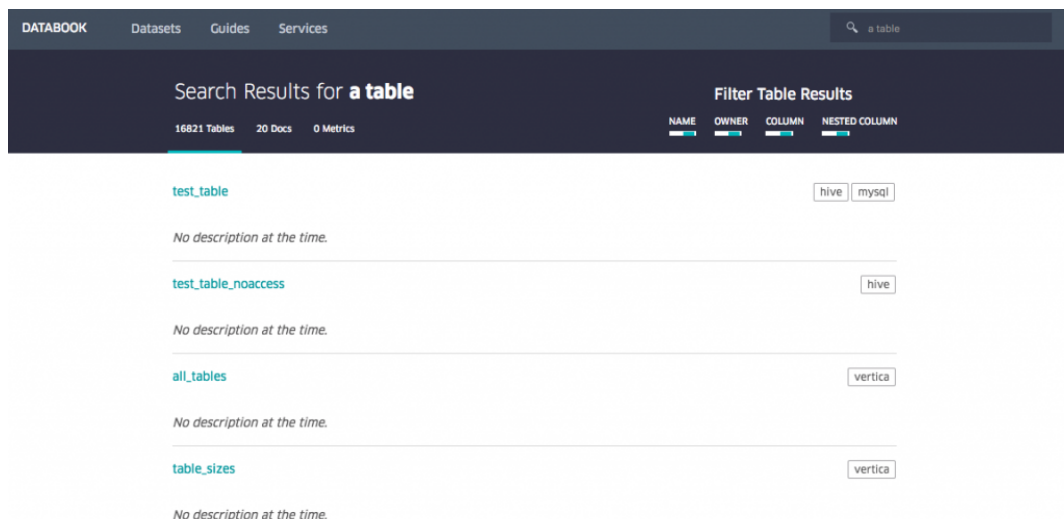 DATABOOK Datasets Guides Services a table
Search Results for a table
16821 Tables 20 Docs 0 Metrics
Filter Table Results
NAME OWNER COLUMN NESTED COLUMN
test_table hive mysql
No description at the time.
test_table_noaccess hive
No description at the time.
all_tables vertica
No description at the time.
table_sizes vertica
No description at the time.